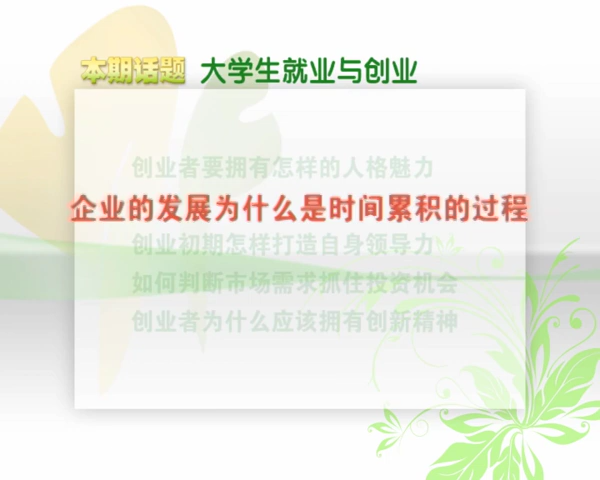 本期话题 大学生就业与创业
创业者要拥有怎样的人格魅力
企业的发展为什么是时间累积的过程
创业初期怎样打造自身领导力
如何判断市场需求抓住投资机会
创业者为什么应该拥有创新精神